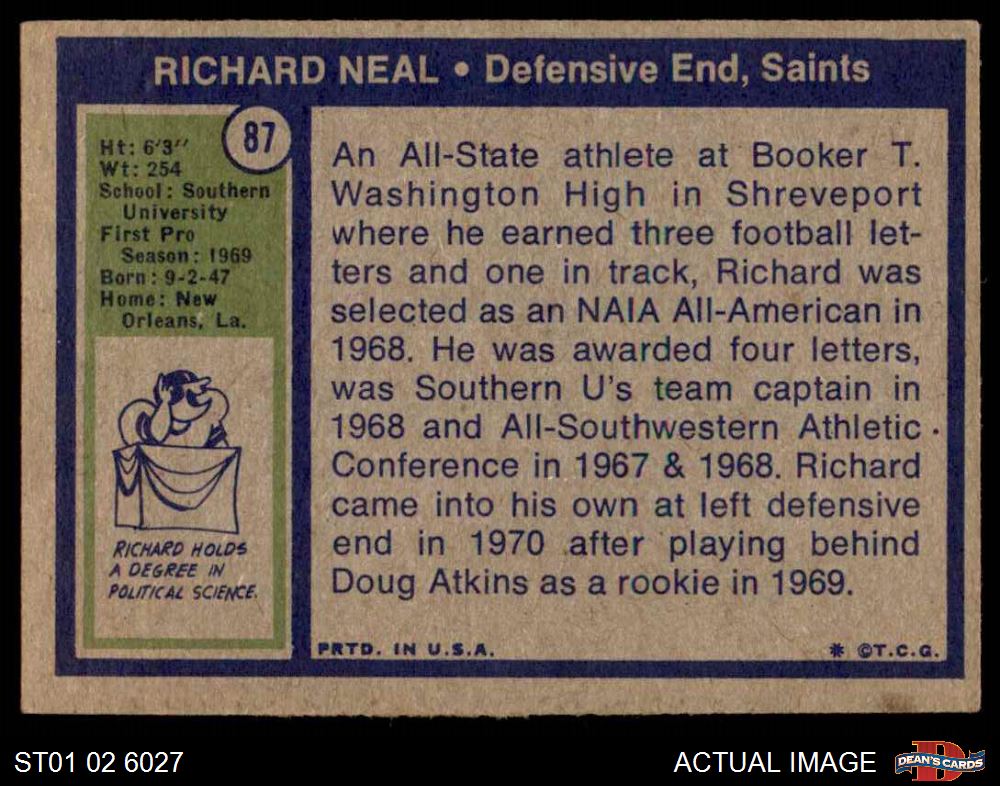 RICHARD NEAL • Defensive End, Saints
87
Ht: 6'3''
Wt: 254
School: Southern
University
First Pro
Season: 1969
Born: 9-2-47
Home: New
Orleans, La.
RICHARD HOLDS
A DEGREE IN
POLITICAL SCIENCE.
An All-State athlete at Booker T.
Washington High in Shreveport
where he earned three football let-
ters and one in track, Richard was
selected as an NAIA All-American in
1968. He was awarded four letters,
was Southern U's team captain in
1968 and All-Southwestern Athletic
Conference in 1967 & 1968. Richard
came into his own at left defensive
end in 1970 after playing behind
Doug Atkins as a rookie in 1969.
PRTD. IN U.S.A.
* ©T.C.G.
ST01 02 6027
ACTUAL IMAGE
D
DEAN'S CARDS